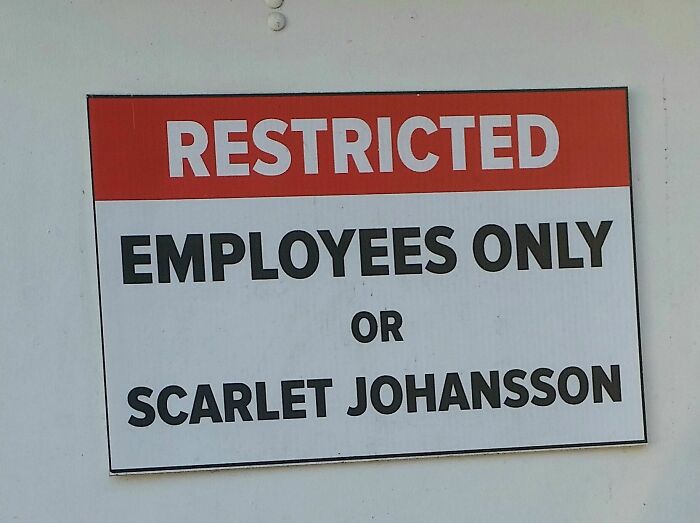 RESTRICTED
EMPLOYEES ONLY
OR
SCARLET JOHANSSON